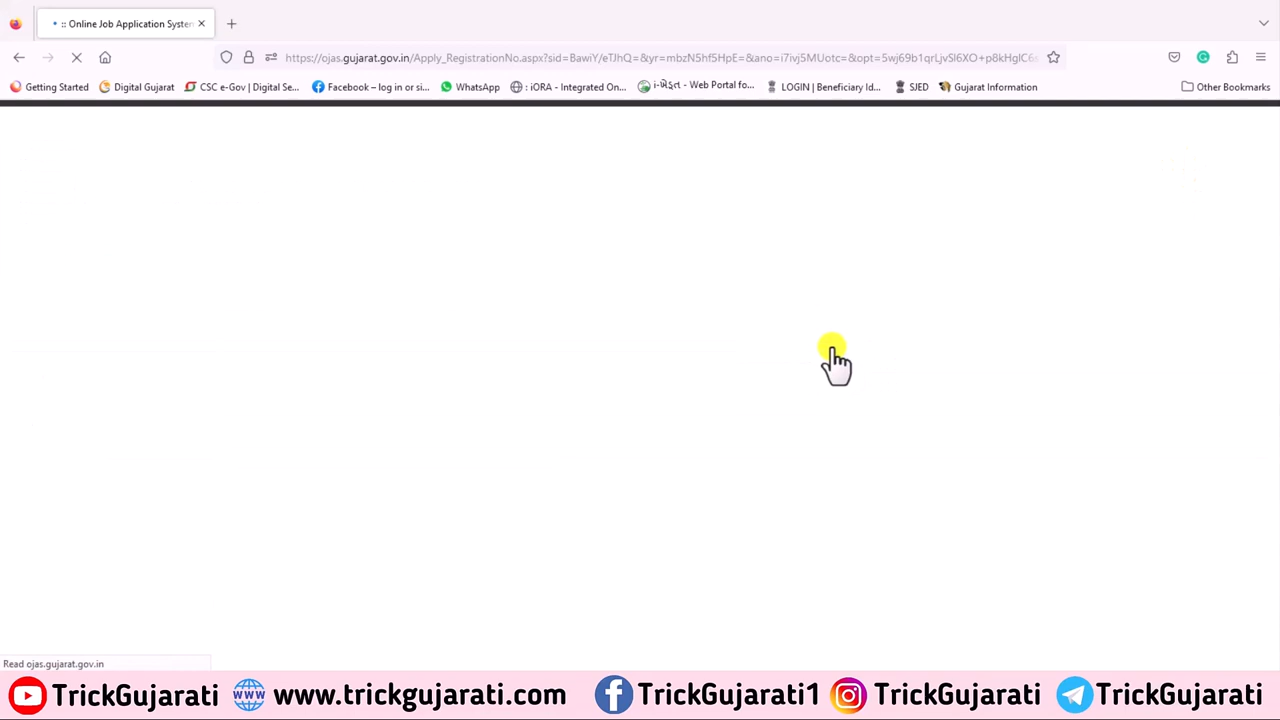 :: Online Job Application System
https://ojas.gujarat.gov.in/Apply_RegistrationNo.aspx?sid=BawiY/eTJhQ=&yr=mbzN5hf5HpE=&ano=i7ivj5MUotc=&opt=5wj69b1qrLjvSl6XO+p8kHglC6
Getting Started Digital Gujarat CSC e-Gov | Digital Se... Facebook – log in or si... WhatsApp : iORA - Integrated On... i-ખેડૂત - Web Portal fo... LOGIN | Beneficiary Id... SJED Gujarat Information Other Bookmarks
Read ojas.gujarat.gov.in
TrickGujarati www.trickgujarati.com TrickGujarati1 TrickGujarati TrickGujarati